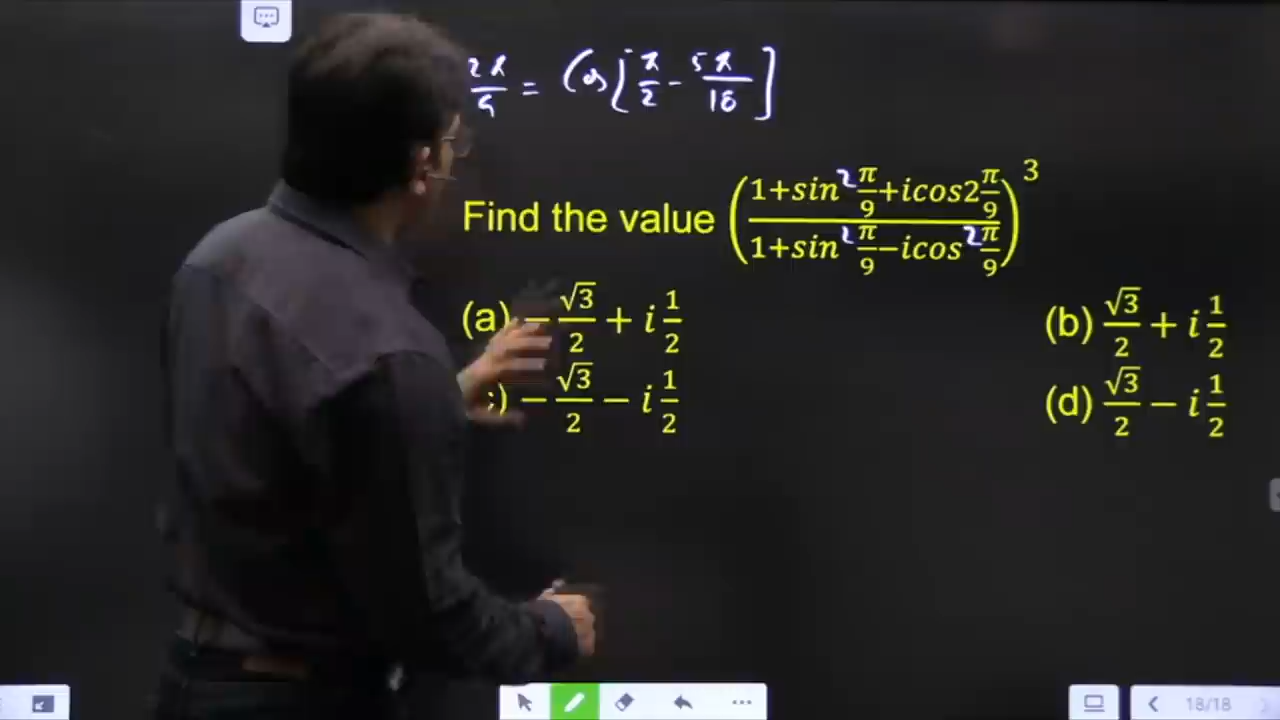 2π/9 = Cos[π/2 - 5π/18]
Find the value ((1+sin2π/9+icos2π/9)/(1+sin2π/9−icos2π/9))^3
(a) −√3/2 + i 1/2
(b) √3/2 + i 1/2
:) −√3/2 − i 1/2
(d) √3/2 − i 1/2
18/18